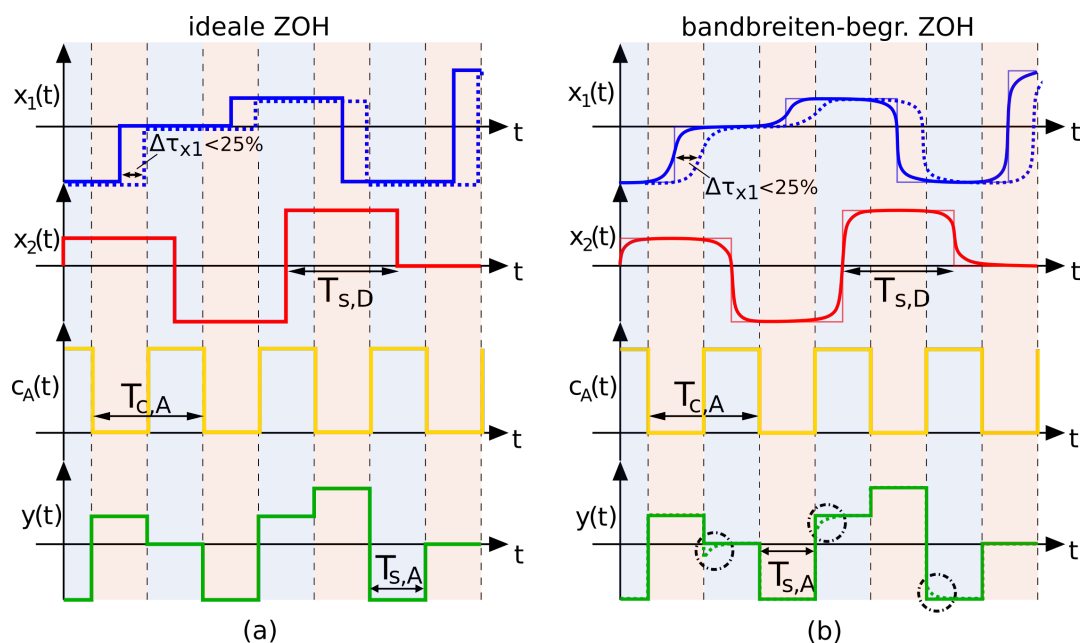 ideale ZOH
x1(t)
Δτx1<25%
t
x2(t)
Ts,D
t
cA(t)
Tc,A
t
y(t)
Ts,A
t
(a)
bandbreiten-begr. ZOH
x1(t)
Δτx1<25%
t
x2(t)
Ts,D
t
cA(t)
Tc,A
t
y(t)
Ts,A
t
(b)